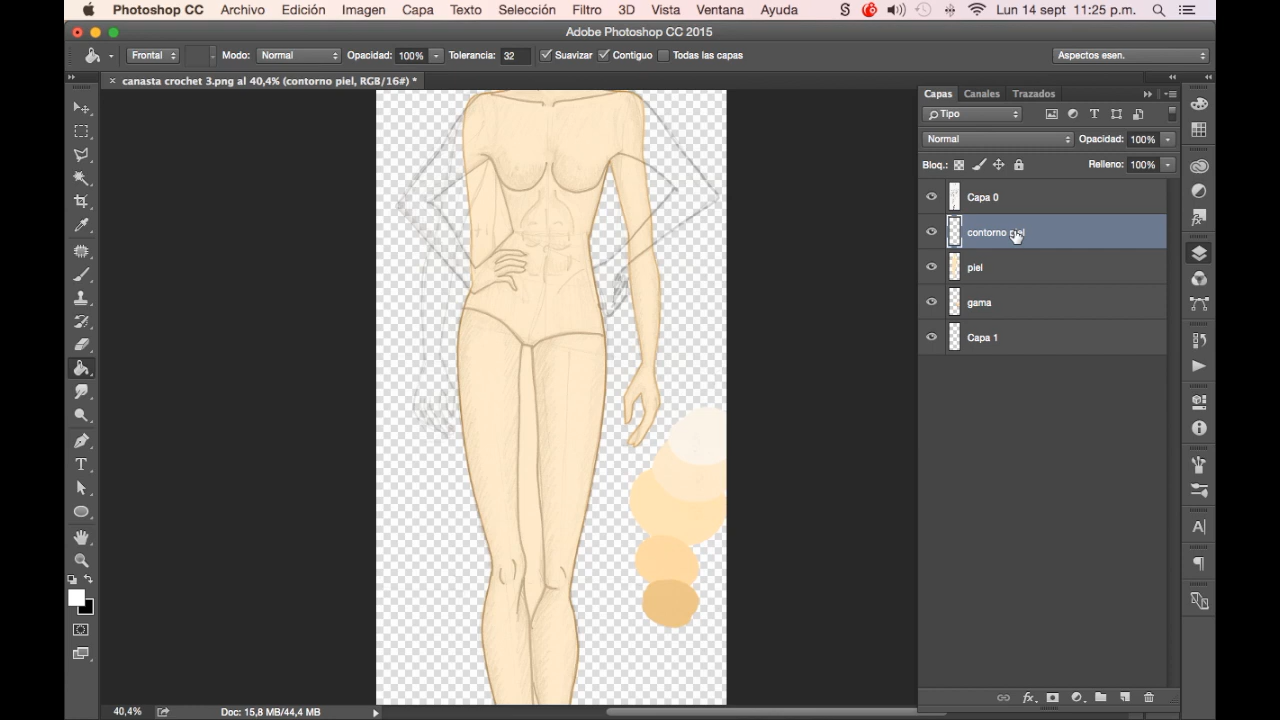 Photoshop CC Archivo Edición Imagen Capa Texto Selección Filtro 3D Vista Ventana Ayuda Lun 14 sept 11:25 p.m.
Adobe Photoshop CC 2015
Frontal Modo: Normal Opacidad: 100% Tolerancia: 32 Suavizar Contiguo Todas las capas Aspectos esen.
× canasta crochet 3.png al 40,4% (contorno piel, RGB/16#) *
Capas Canales Trazados
Tipo
Normal Opacidad: 100%
Bloq.: Relleno: 100%
Capa 0
contorno piel
piel
gama
Capa 1
40,4% Doc: 15,8 MB/44,4 MB